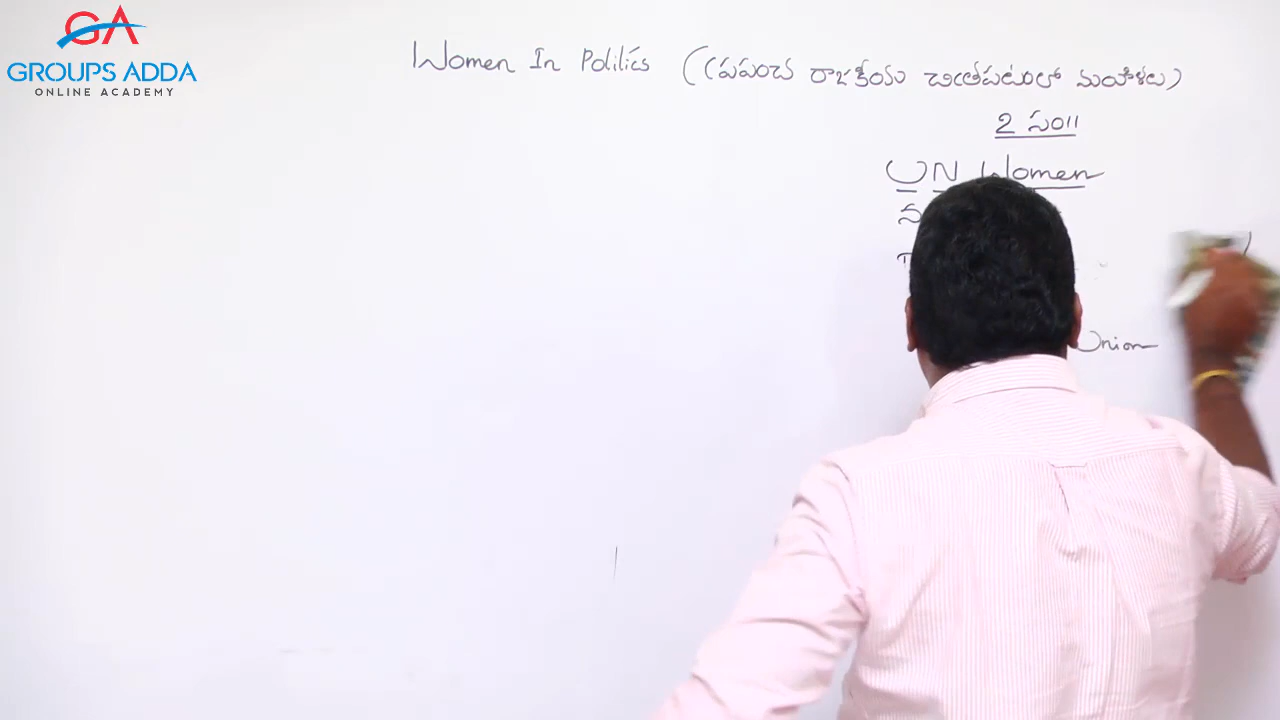 GA
GROUPS ADDA
ONLINE ACADEMY
Women In Politics (ప్రపంచ రాజకీయ చిత్రపటంలో మహిళలు)
2 సం॥
UN Women
Union